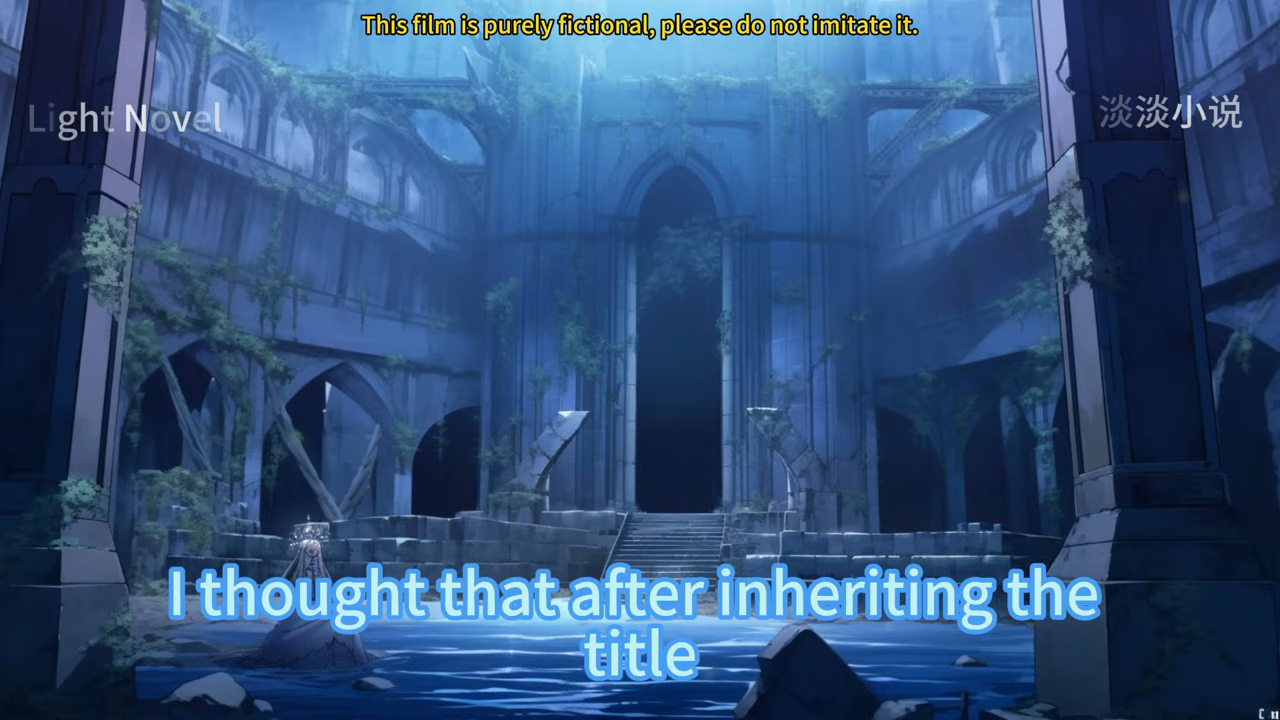 This film is purely fictional, please do not imitate it.
Light Novel
淡淡小说
I thought that after inheriting the
title